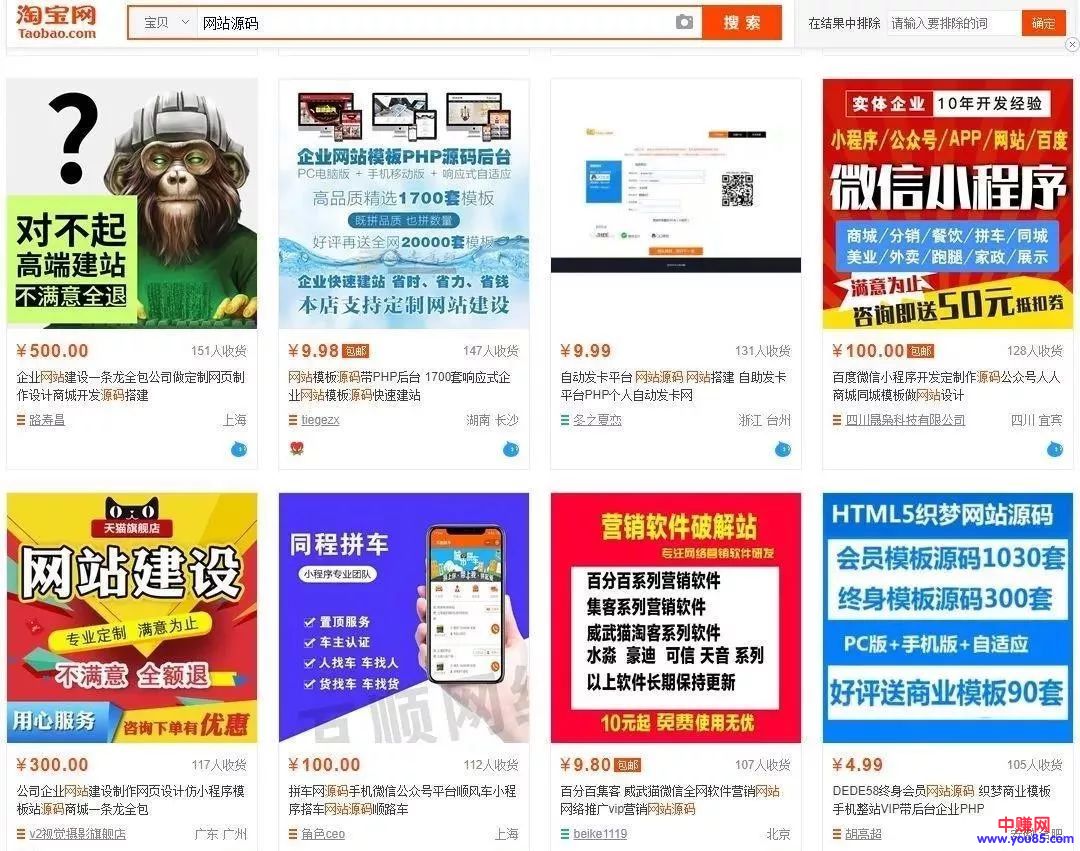 淘宝网
Taobao.com
宝贝
网站源码
搜 索
在结果中排除
请输入要排除的词
确定
?
对不起
高端建站
不满意全退
¥500.00
151人收货
企业网站建设一条龙全包公司做定制网页制
作设计商城开发源码搭建
路寿昌
上海
企业网站模板PHP源码后台
PC电脑版 + 手机移动版 + 响应式自适应
高品质精选1700套模板
既拼品质 也拼数量
好评再送全网20000套模板
企业快速建站 省时、省力、省钱
本店支持定制网站建设
¥9.98 包邮
147人收货
网站模板源码带PHP后台 1700套响应式企
业网站模板源码快速建站
tiegezx
湖南 长沙
¥9.99
131人收货
自动发卡平台 网站源码 网站搭建 自助发卡
平台PHP个人自动发卡网
冬之夏恋
浙江 台州
实体企业 10年开发经验
小程序/公众号/APP/网站/百度
微信小程序
商城/分销/餐饮/拼车/同城
美业/外卖/跑腿/家政/展示
满意为止
咨询即送50元抵扣券
¥100.00 包邮
128人收货
百度微信小程序开发定制作源码公众号人人
商城同城模板做网站设计
四川晟枭科技有限公司
四川 宜宾
天猫旗舰店
网站建设
专业定制 满意为止
不满意 全额退
用心服务
咨询下单有优惠
¥300.00
117人收货
公司企业网站建设制作网页设计仿小程序模
板站源码商城一条龙全包
v2视觉摄影旗舰店
广东 广州
同程拼车
小程序专业团队
置顶服务
车主认证
人找车 车找人
货找车 车找货
百顺网络
¥100.00
112人收货
拼车网源码手机微信公众号平台顺风车小程
序搭车网站源码顺路车
角色ceo
上海
营销软件破解站
专注网络营销软件研发
百分百系列营销软件
集客系列营销软件
威武猫淘客系列软件
水淼 豪迪 可信 天音 系列
以上软件长期保持更新
10元起 免费使用无忧
¥9.80 包邮
107人收货
百分百集客 威武猫微信全网软件营销网站
网络推广vip营销网站源码
beike1119
北京
HTML5织梦网站源码
会员模板源码1030套
终身模板源码300套
PC版+手机版+自适应
好评送商业模板90套
¥4.99
105人收货
DEDE58终身会员网站源码 织梦商业模板
手机整站VIP带后台企业PHP
胡亮超
中赚网
www.you85.com